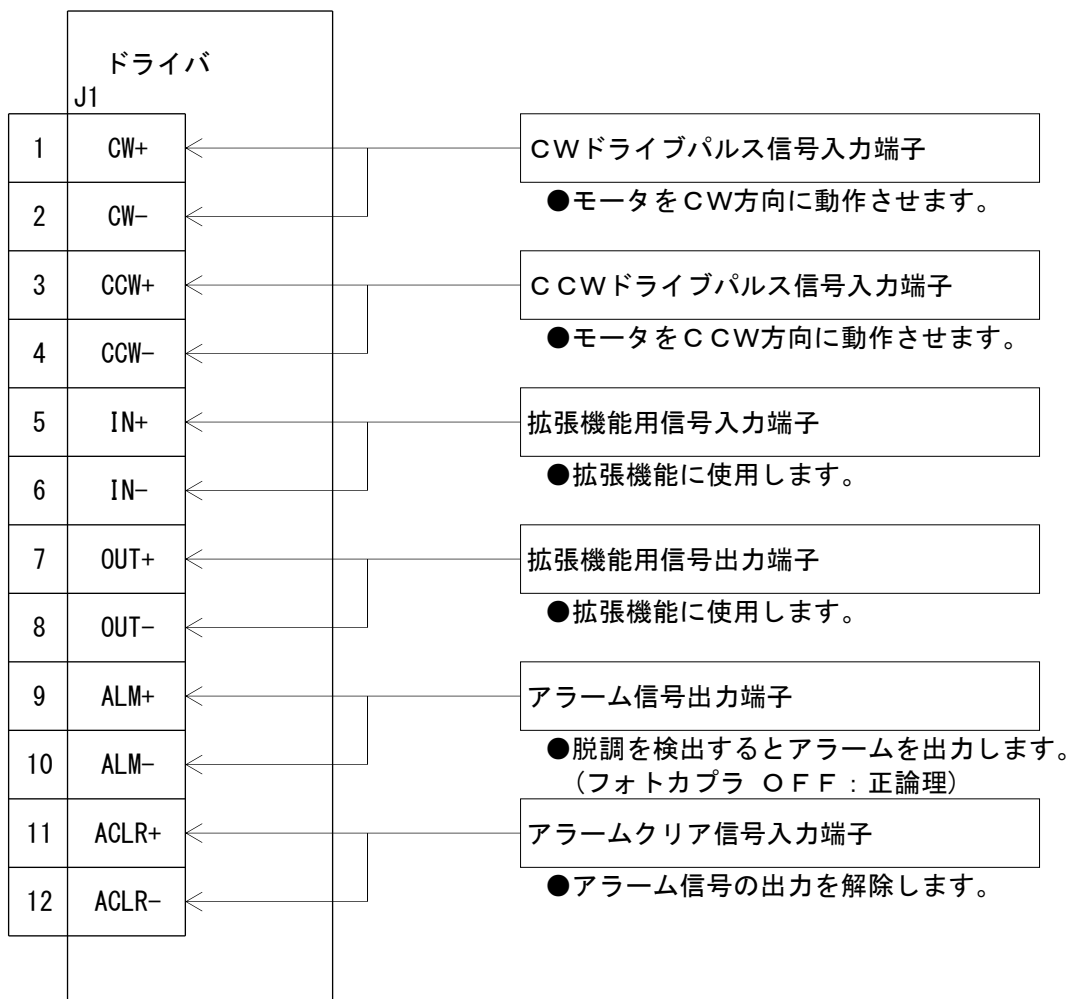 ドライバ
J1
1 CW+ CWドライブパルス信号入力端子
●モータをCW方向に動作させます。
2 CW-
3 CCW+ CCWドライブパルス信号入力端子
●モータをCCW方向に動作させます。
4 CCW-
5 IN+ 拡張機能用信号入力端子
●拡張機能に使用します。
6 IN-
7 OUT+ 拡張機能用信号出力端子
●拡張機能に使用します。
8 OUT-
9 ALM+ アラーム信号出力端子
●脱調を検出するとアラームを出力します。
10 ALM-
(フォトカプラ OFF:正論理)
11 ACLR+ アラームクリア信号入力端子
●アラーム信号の出力を解除します。
12 ACLR-